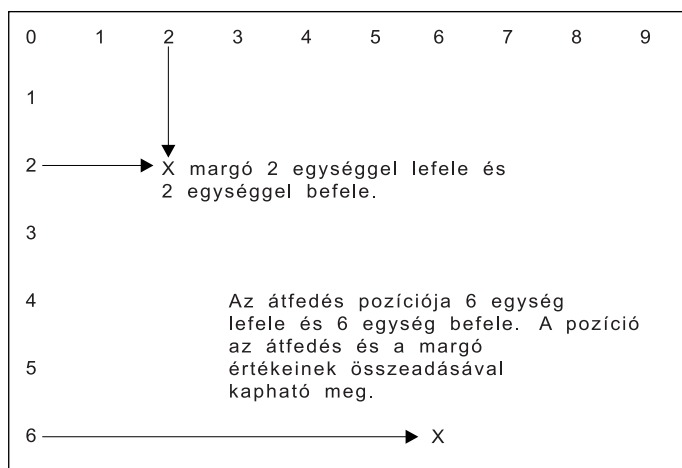 0 1 2 3 4 5 6 7 8 9
1
2 X margó 2 egységgel lefele és
2 egységgel befele.
3
4 Az átfedés pozíciója 6 egység
lefele és 6 egység befele. A pozíció
az átfedés és a margó
5 értékeinek összeadásával
kapható meg.
6 X